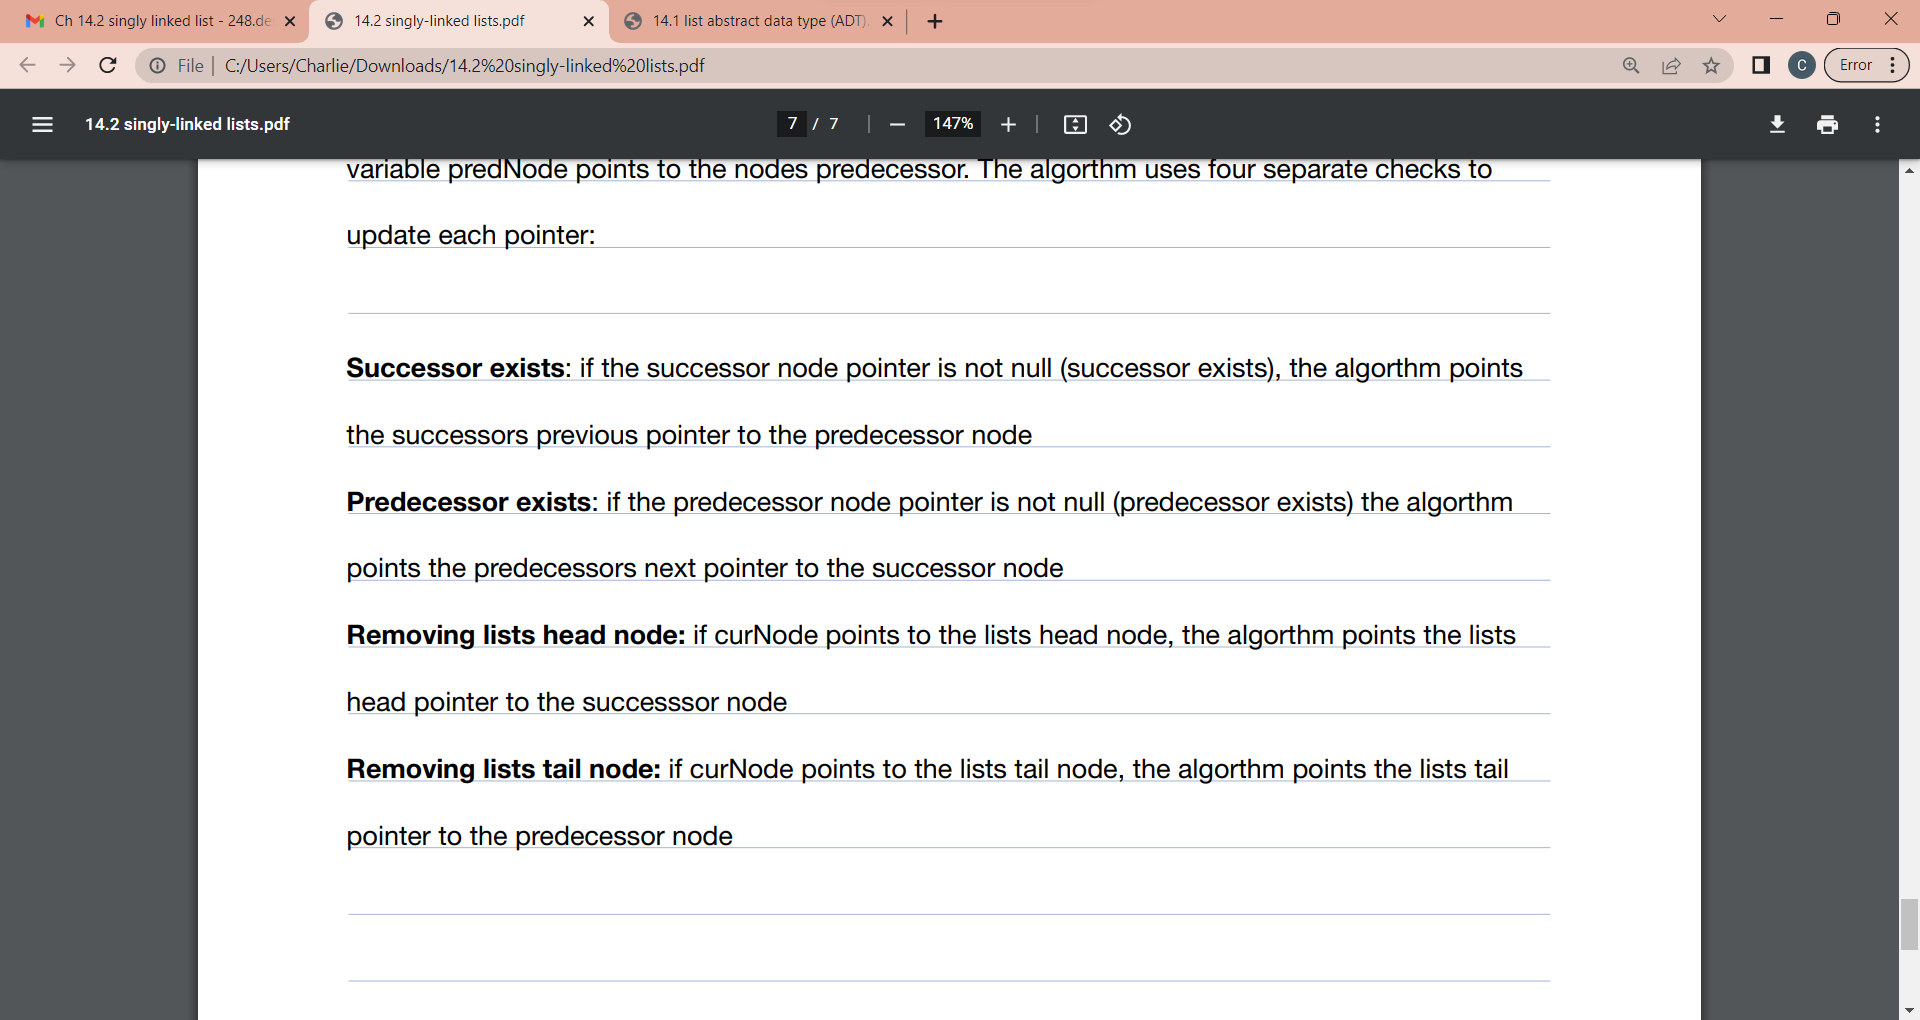 Ch 14.2 singly linked list - 248.de
14.2 singly-linked lists.pdf
14.1 list abstract data type (ADT).
File
C:/Users/Charlie/Downloads/14.2%20singly-linked%20lists.pdf
C
Error
14.2 singly-linked lists.pdf
7 / 7
147%
variable predNode points to the nodes predecessor. The algorthm uses four separate checks to
update each pointer:
Successor exists: if the successor node pointer is not null (successor exists), the algorthm points
the successors previous pointer to the predecessor node
Predecessor exists: if the predecessor node pointer is not null (predecessor exists) the algorthm
points the predecessors next pointer to the successor node
Removing lists head node: if curNode points to the lists head node, the algorthm points the lists
head pointer to the successsor node
Removing lists tail node: if curNode points to the lists tail node, the algorthm points the lists tail
pointer to the predecessor node